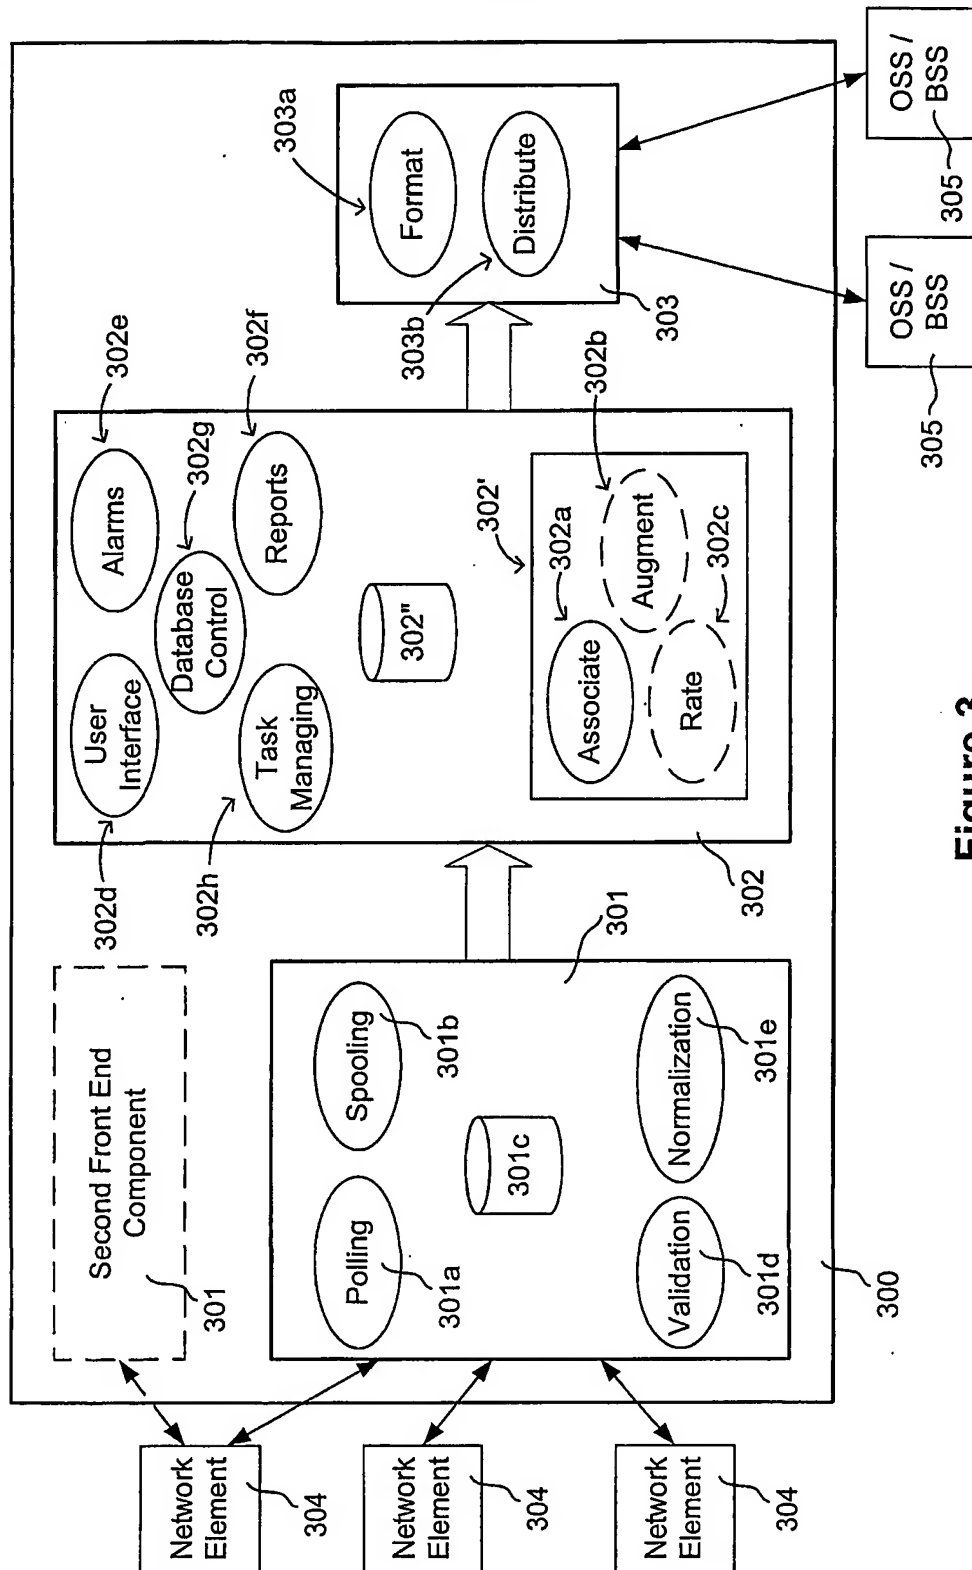 Second Front End
Component
301
User
Interface
302d
Alarms
302e
Database
Control
302g
Task
Managing
302h
Reports
302f
302"
302'
Associate
302a
Augment
302b
Rate
302c
302
Polling
301a
Spooling
301b
301c
Validation
301d
Normalization
301e
301
Format
303a
Distribute
303b
303
300
Network
Element
304
Network
Element
304
Network
Element
304
OSS /
BSS
305
OSS /
BSS
305
Figure